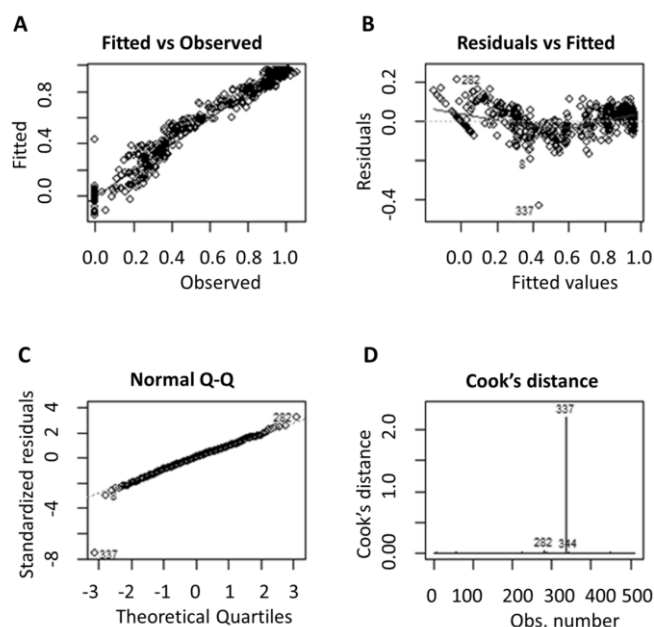 A
Fitted vs Observed
Fitted
0.8
0.4
0.0
0.0 0.2 0.4 0.6 0.8 1.0
Observed
B
Residuals vs Fitted
Residuals
0.2
0.0
-0.4
282
8
337
0.0 0.2 0.4 0.6 0.8 1.0
Fitted values
C
Normal Q-Q
Standardized residuals
4
2
0
-4
-8
282
8
337
-3 -2 -1 0 1 2 3
Theoretical Quartiles
D
Cook's distance
Cook's distance
2.0
1.0
0.00
337
282 344
0 100 200 300 400 500
Obs. number